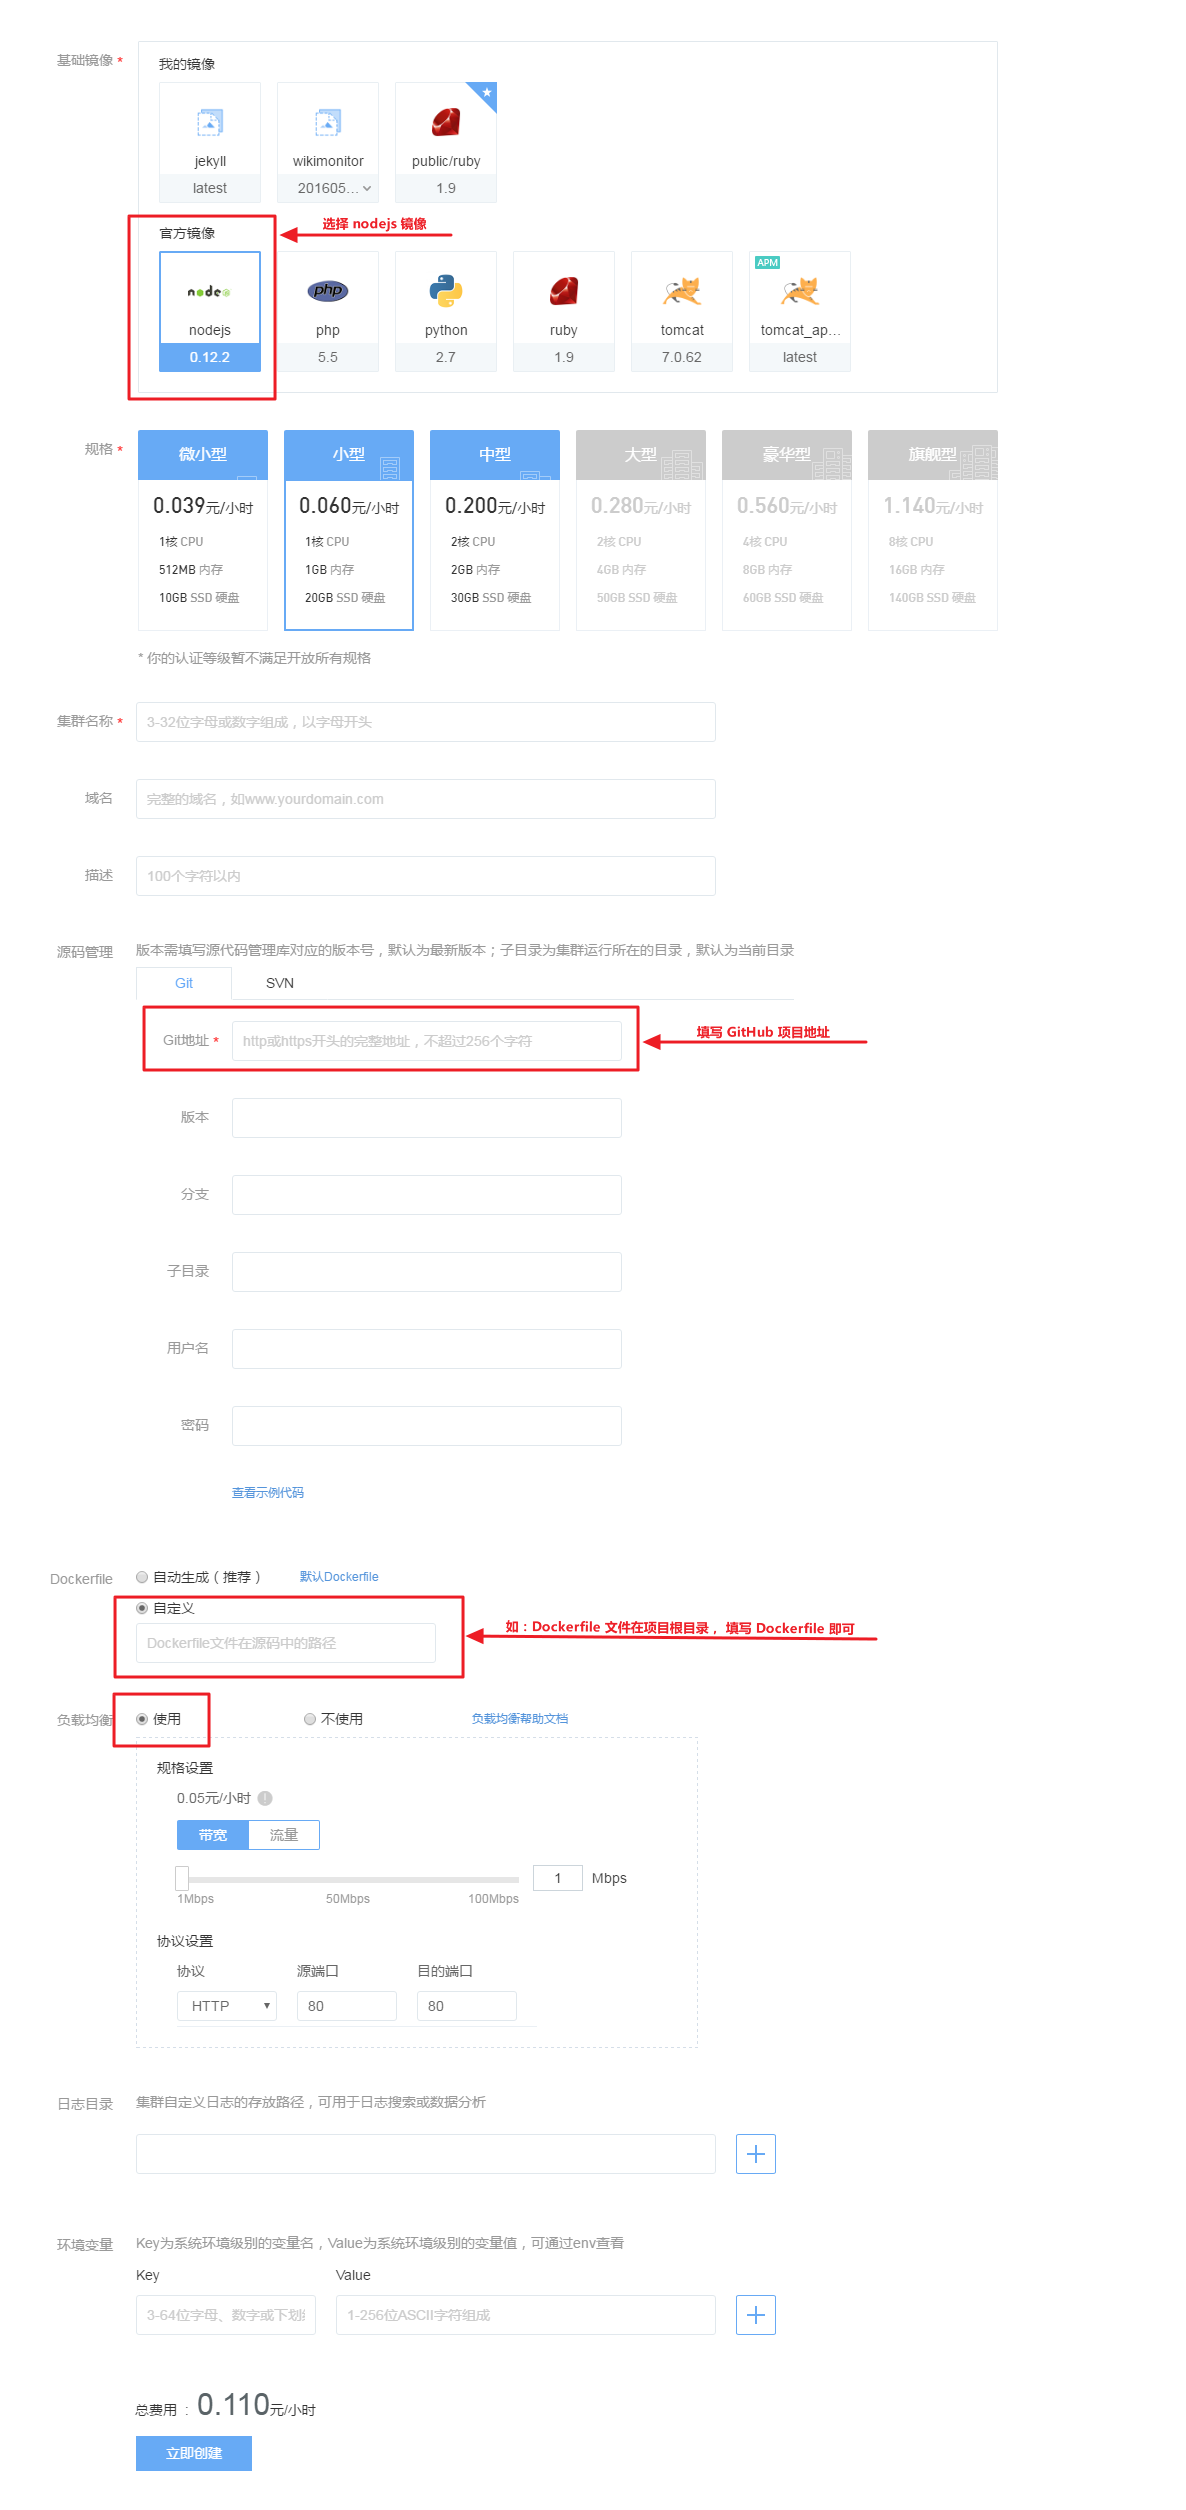 基础镜像 *
我的镜像
jekyll
latest
wikimonitor
201605...
public/ruby
1.9
选择 nodejs 镜像
官方镜像
node
nodejs
0.12.2
php
php
5.5
python
2.7
ruby
1.9
tomcat
7.0.62
APM
tomcat_ap...
latest
规格 *
微小型
0.039元/小时
1核 CPU
512MB 内存
10GB SSD 硬盘
小型
0.060元/小时
1核 CPU
1GB 内存
20GB SSD 硬盘
中型
0.200元/小时
2核 CPU
2GB 内存
30GB SSD 硬盘
大型
0.280元/小时
2核 CPU
4GB 内存
50GB SSD 硬盘
豪华型
0.560元/小时
4核 CPU
8GB 内存
60GB SSD 硬盘
旗舰型
1.140元/小时
8核 CPU
16GB 内存
140GB SSD 硬盘
* 你的认证等级暂不满足开放所有规格
集群名称 *
3-32位字母或数字组成，以字母开头
域名
完整的域名，如www.yourdomain.com
描述
100个字符以内
源码管理
版本需填写源代码管理库对应的版本号，默认为最新版本；子目录为集群运行所在的目录，默认为当前目录
Git
SVN
Git地址 *
http或https开头的完整地址，不超过256个字符
填写 GitHub 项目地址
版本
分支
子目录
用户名
密码
查看示例代码
Dockerfile
自动生成（推荐）
默认Dockerfile
自定义
Dockerfile文件在源码中的路径
如：Dockerfile 文件在项目根目录， 填写 Dockerfile 即可
负载均衡
使用
不使用
负载均衡帮助文档
规格设置
0.05元/小时
带宽
流量
1Mbps
50Mbps
100Mbps
1
Mbps
协议设置
协议
源端口
目的端口
HTTP
80
80
日志目录
集群自定义日志的存放路径，可用于日志搜索或数据分析
环境变量
Key为系统环境级别的变量名，Value为系统环境级别的变量值，可通过env查看
Key
Value
3-64位字母、数字或下划
1-256位ASCII字符组成
总费用 ： 0.110元/小时
立即创建